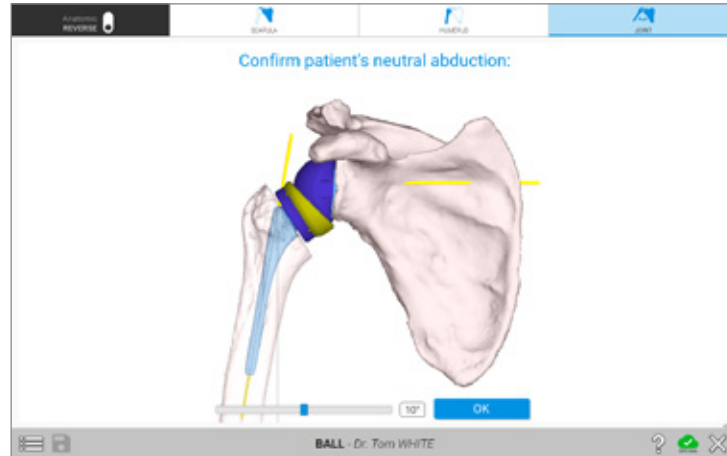 Anatomic
REVERSE
SCAPULA
HUMERUS
JOINT
Confirm patient's neutral abduction:
10°
OK
BALL - Dr. Tom WHITE
?